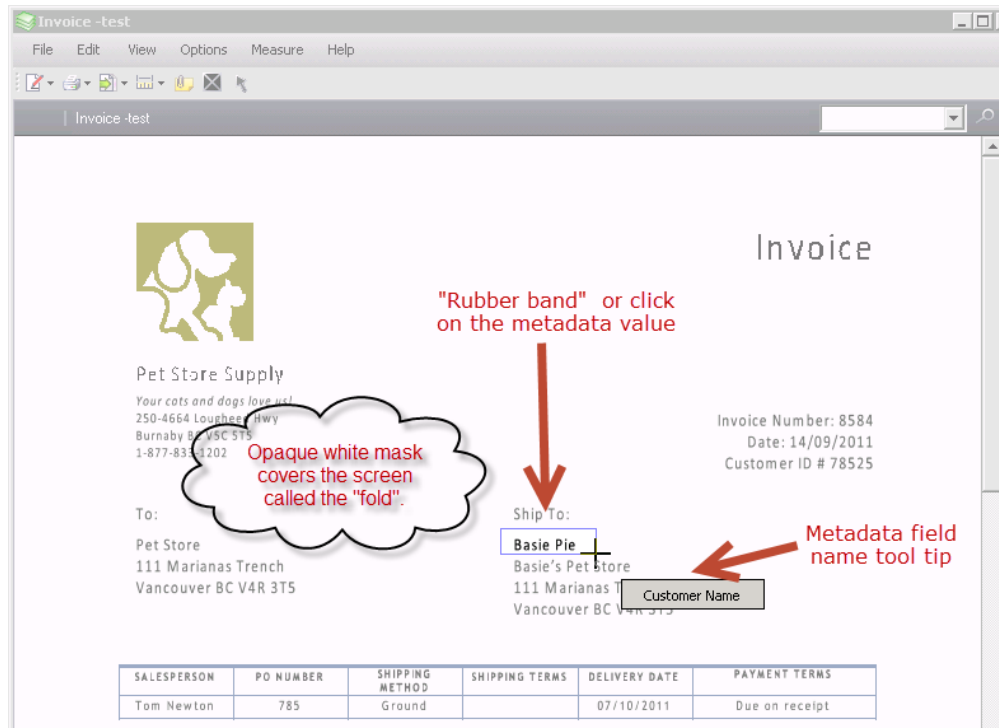 Invoice -test
File Edit View Options Measure Help
Invoice -test
Invoice
"Rubber band" or click
on the metadata value
Pet Store Supply
Your cats and dogs love us!
250-4664 Lougheed Hwy
Burnaby BC V5C 5T5
1-877-833-1202
Opaque white mask
covers the screen
called the "fold".
Invoice Number: 8584
Date: 14/09/2011
Customer ID # 78525
To:
Pet Store
111 Marianas Trench
Vancouver BC V4R 3T5
Ship To:
Basie Pie
Basie's Pet Store
111 Marianas T
Vancouver BC V4R 3T5
Metadata field
name tool tip
Customer Name
SALESPERSON PO NUMBER SHIPPING METHOD SHIPPING TERMS DELIVERY DATE PAYMENT TERMS
Tom Newton 785 Ground 07/10/2011 Due on receipt